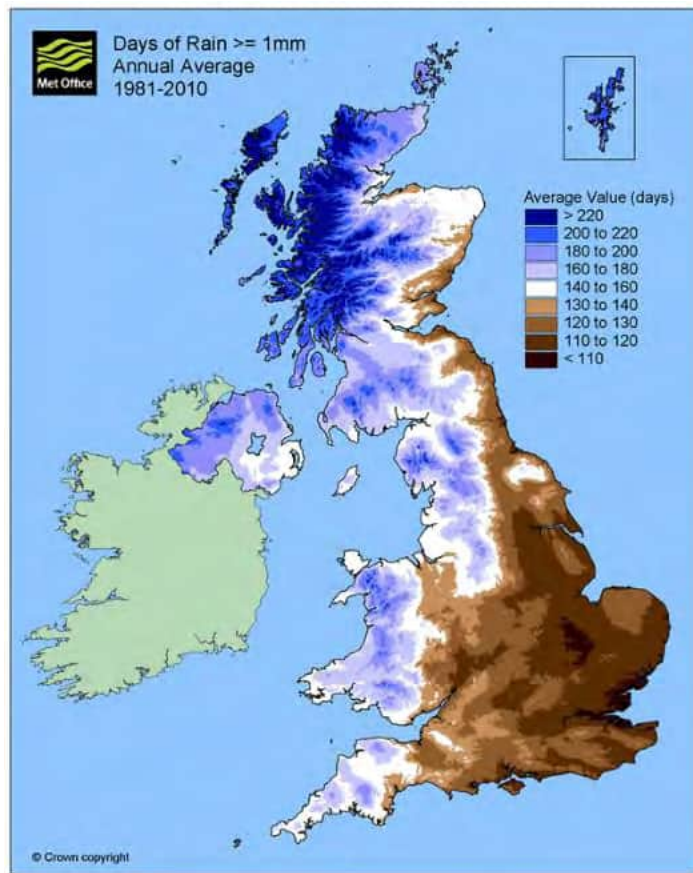 Met Office
Days of Rain >= 1mm
Annual Average
1981-2010
Average Value (days)
> 220
200 to 220
180 to 200
160 to 180
140 to 160
130 to 140
120 to 130
110 to 120
< 110
© Crown copyright